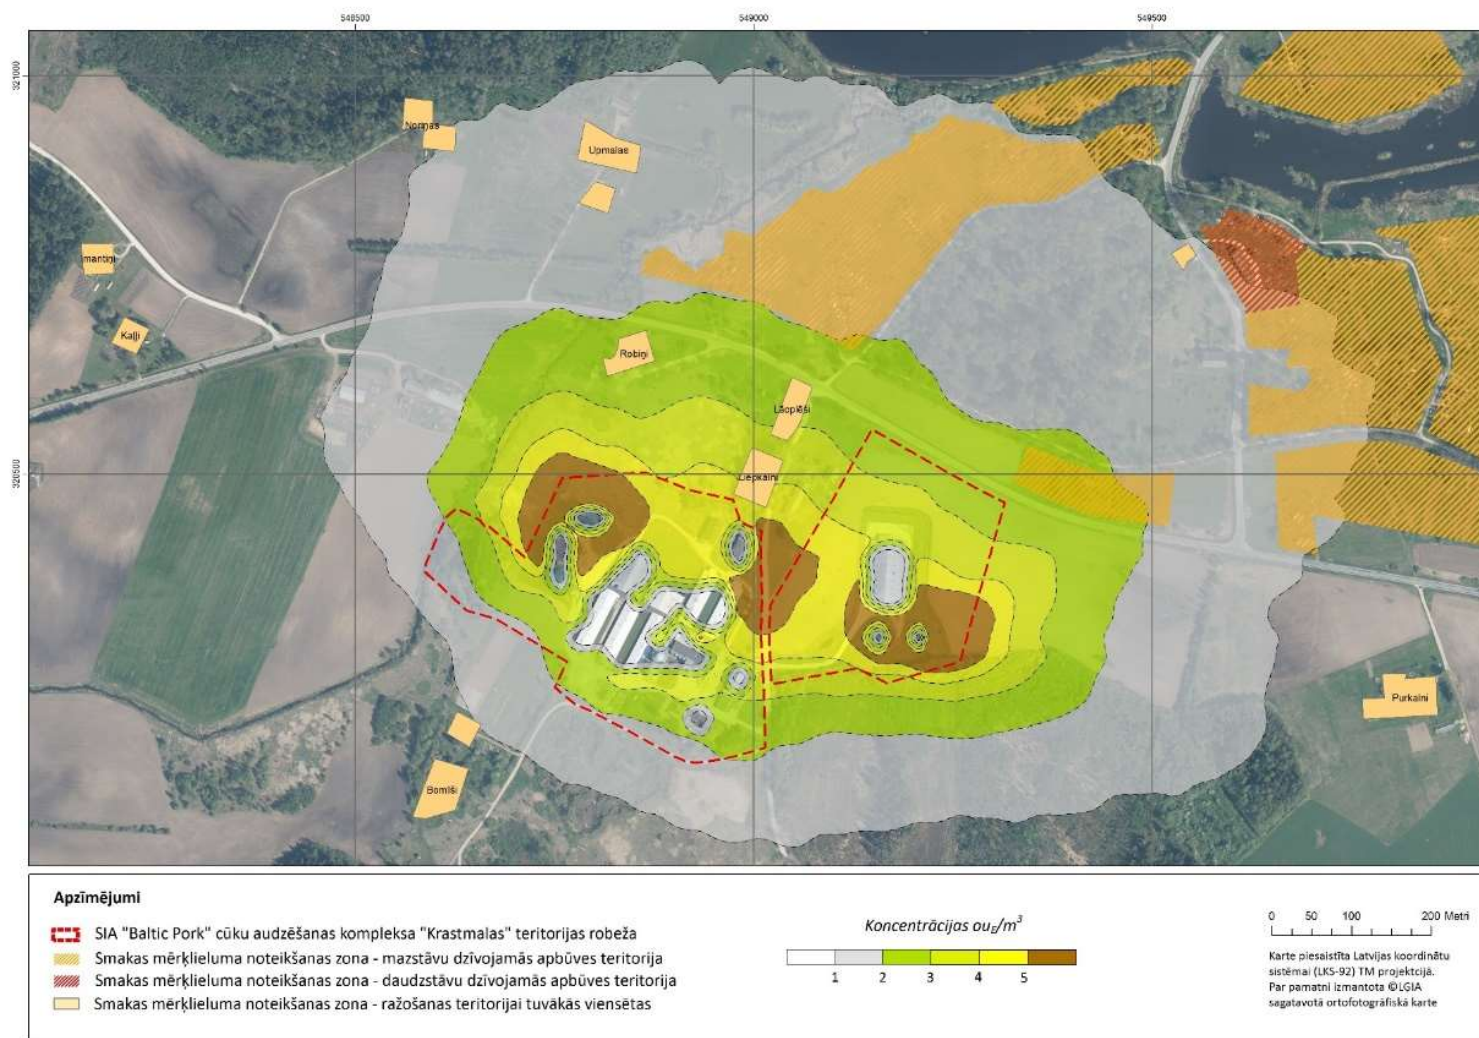 548500
549000
549500
321000
Noriņas
Upmalas
Imantiņi
Kaļļi
Robiņi
Lāčplēši
320500
Liepkalni
Purkalni
Bomīši
Apzīmējumi
SIA "Baltic Pork" cūku audzēšanas kompleksa "Krastmalas" teritorijas robeža
Smakas mērķlieluma noteikšanas zona - mazstāvu dzīvojamās apbūves teritorija
Smakas mērķlieluma noteikšanas zona - daudzstāvu dzīvojamās apbūves teritorija
Smakas mērķlieluma noteikšanas zona - ražošanas teritorijai tuvākās viensētas
Koncentrācijas ouE/m³
1 2 3 4 5
0 50 100 200 Metri
Karte piesaistīta Latvijas koordinātu
sistēmai (LKS-92) TM projekcijā.
Par pamatni izmantota ©LGIA
sagatavotā ortofotogrāfiskā karte